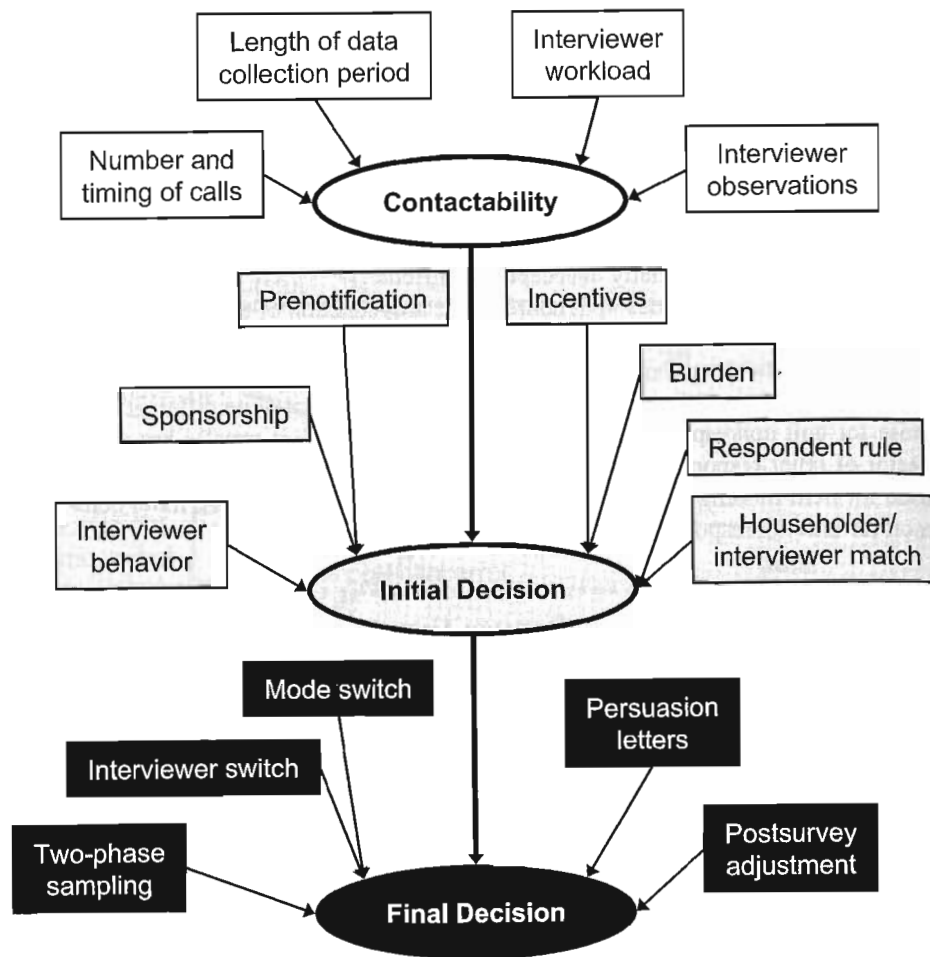 Length of data
collection period
Interviewer
workload
Number and
timing of calls
Interviewer
observations
Contactability
Prenotification
Incentives
Burden
Sponsorship
Respondent rule
Interviewer
behavior
Householder/
interviewer match
Initial Decision
Mode switch
Persuasion
letters
Interviewer switch
Two-phase
sampling
Postsurvey
adjustment
Final Decision